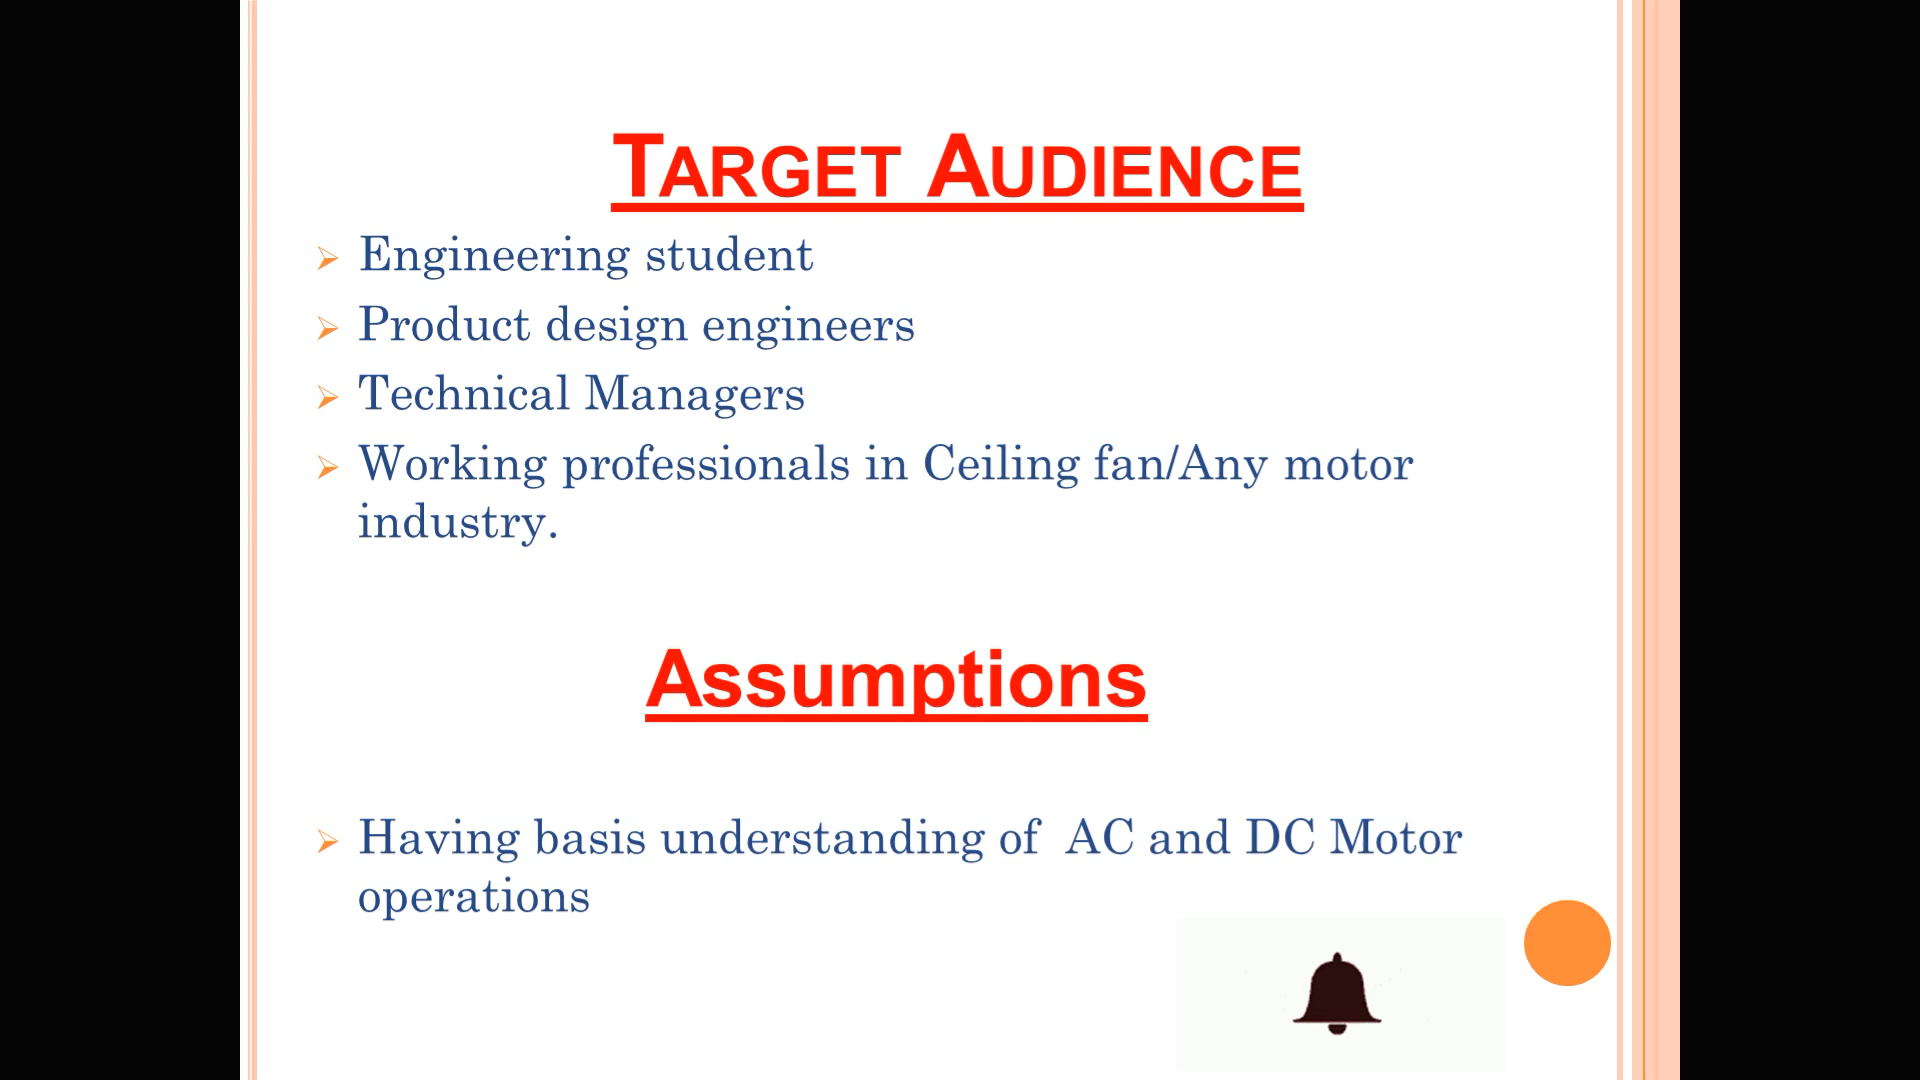 TARGET AUDIENCE
Engineering student
Product design engineers
Technical Managers
Working professionals in Ceiling fan/Any motor
industry.
Assumptions
Having basis understanding of  AC and DC Motor
operations